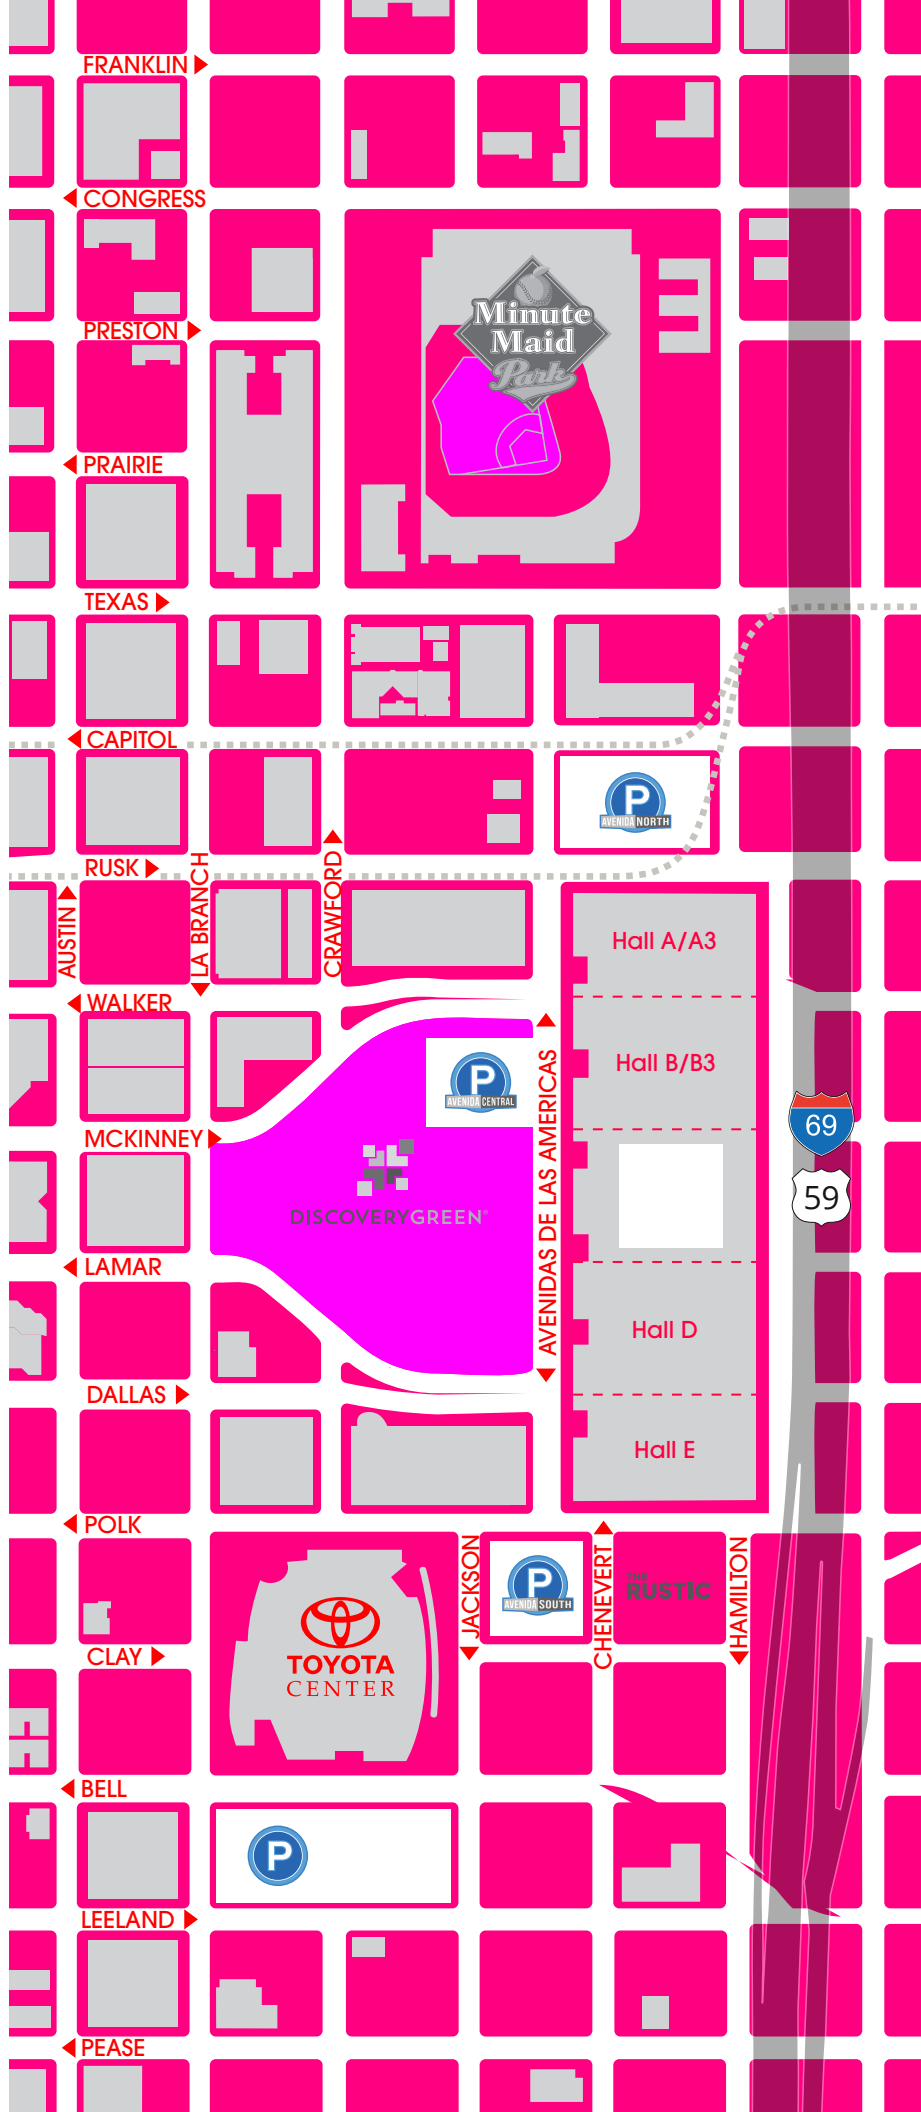 FRANKLIN
CONGRESS
Minute
Maid
Park
PRESTON
PRAIRIE
TEXAS
CAPITOL
P
AVENIDA NORTH
RUSK
AUSTIN
LA BRANCH
CRAWFORD
Hall A/A3
WALKER
Hall B/B3
P
AVENIDA CENTRAL
AVENIDAS DE LAS AMERICAS
69
MCKINNEY
59
DISCOVERYGREEN®
LAMAR
Hall D
DALLAS
Hall E
POLK
JACKSON
P
AVENIDA SOUTH
CHENEVERT
THE
RUSTIC
HAMILTON
TOYOTA
CENTER
CLAY
BELL
P
LEELAND
PEASE